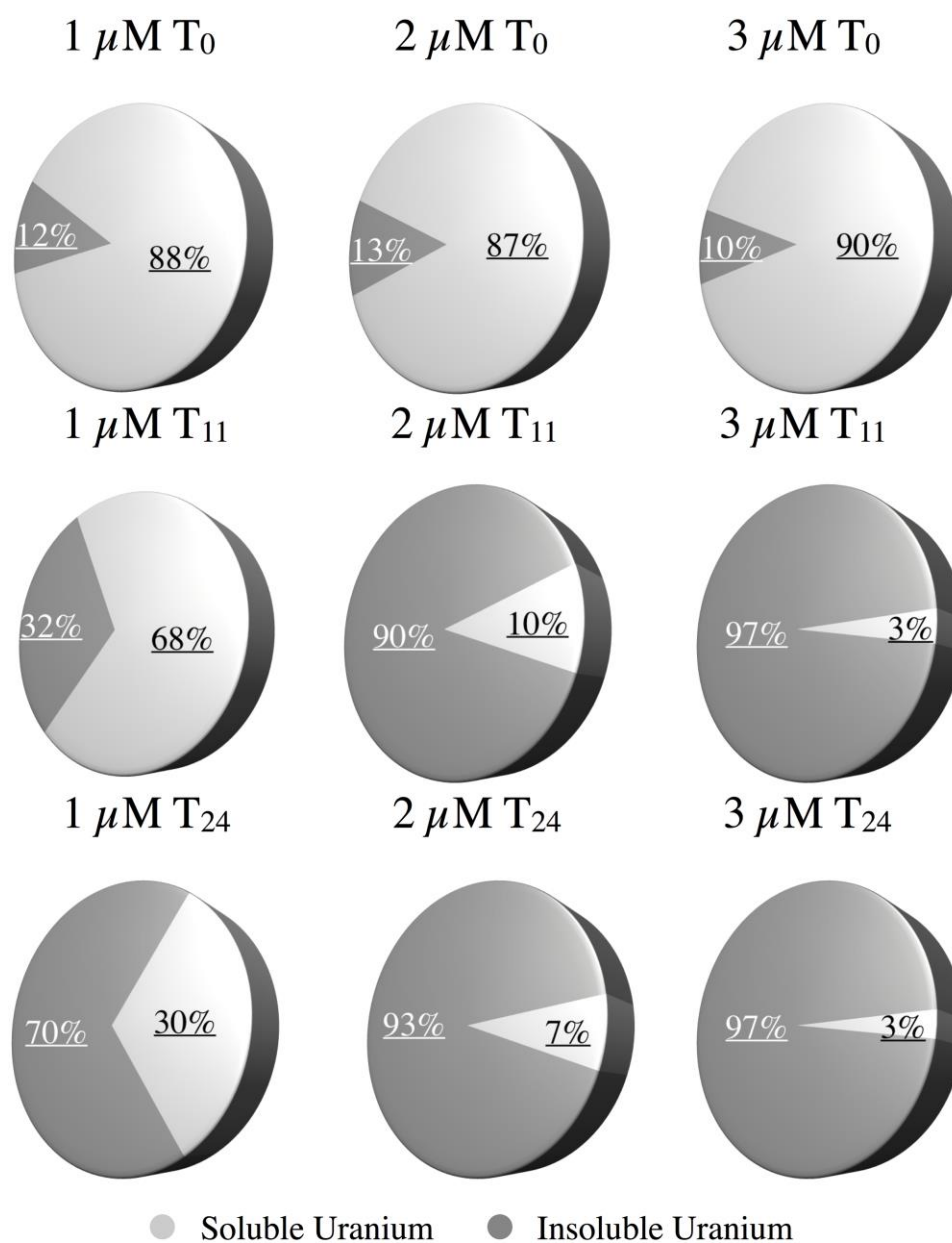 1 μM T₀ 2 μM T₀ 3 μM T₀
12% 88% 13% 87% 10% 90%
1 μM T₁₁ 2 μM T₁₁ 3 μM T₁₁
32% 68% 90% 10% 97% 3%
1 μM T₂₄ 2 μM T₂₄ 3 μM T₂₄
70% 30% 93% 7% 97% 3%
Soluble Uranium Insoluble Uranium